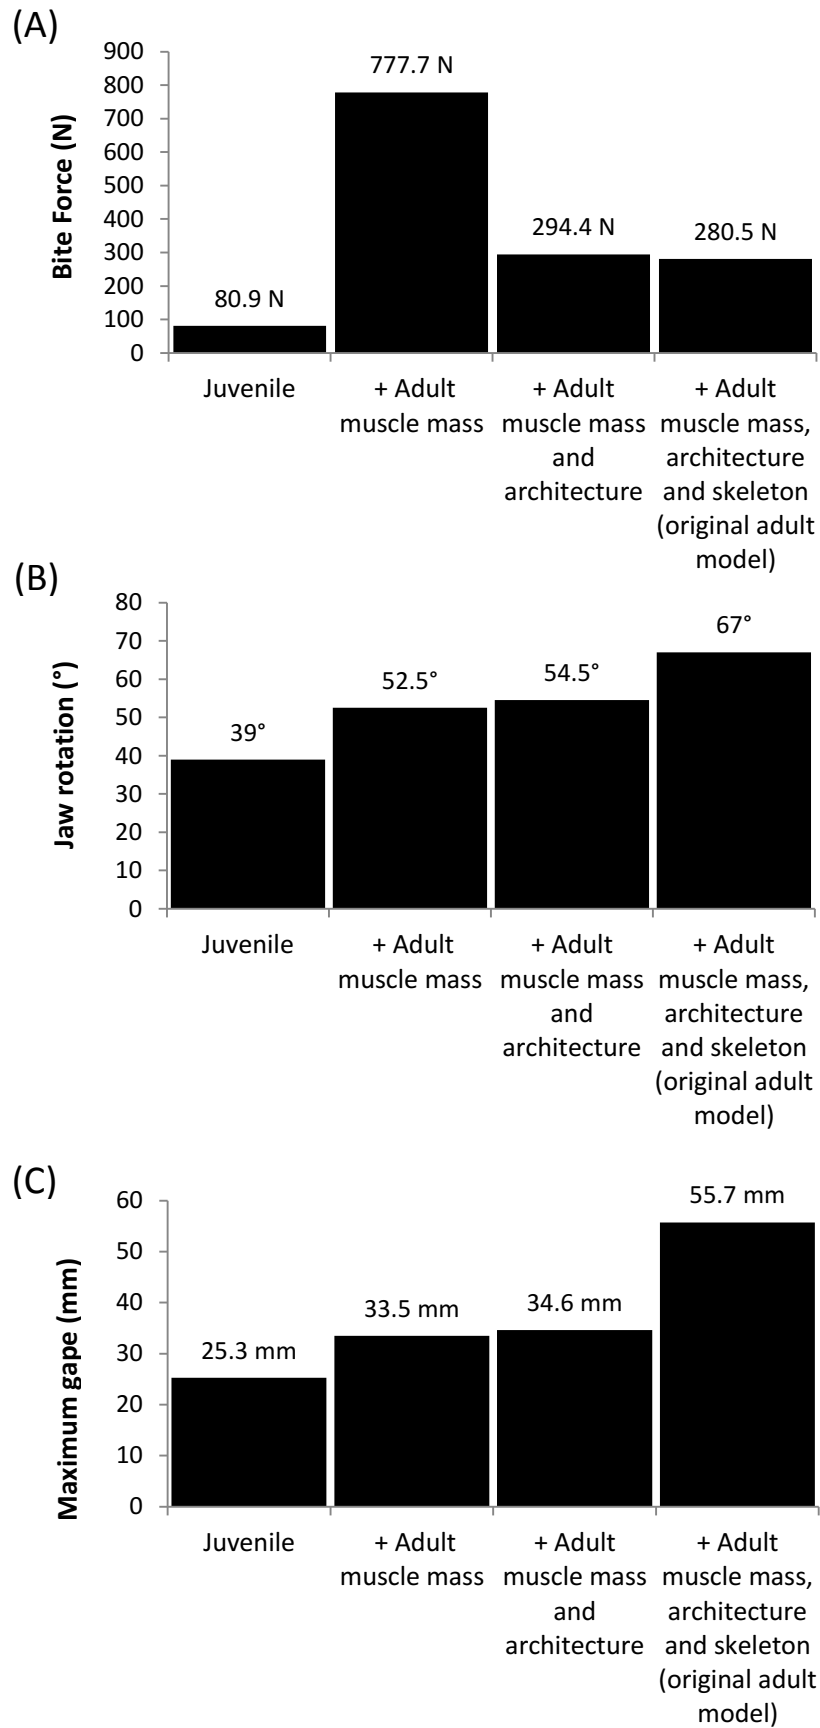 (A)
Bite Force (N)
900
800
700
600
500
400
300
200
100
0
80.9 N
777.7 N
294.4 N
280.5 N
Juvenile
+ Adult
muscle mass
+ Adult
muscle mass
and
architecture
+ Adult
muscle mass,
architecture
and skeleton
(original adult
model)
(B)
Jaw rotation (°)
80
70
60
50
40
30
20
10
0
39°
52.5°
54.5°
67°
Juvenile
+ Adult
muscle mass
+ Adult
muscle mass
and
architecture
+ Adult
muscle mass,
architecture
and skeleton
(original adult
model)
(C)
Maximum gape (mm)
60
50
40
30
20
10
0
25.3 mm
33.5 mm
34.6 mm
55.7 mm
Juvenile
+ Adult
muscle mass
+ Adult
muscle mass
and
architecture
+ Adult
muscle mass,
architecture
and skeleton
(original adult
model)